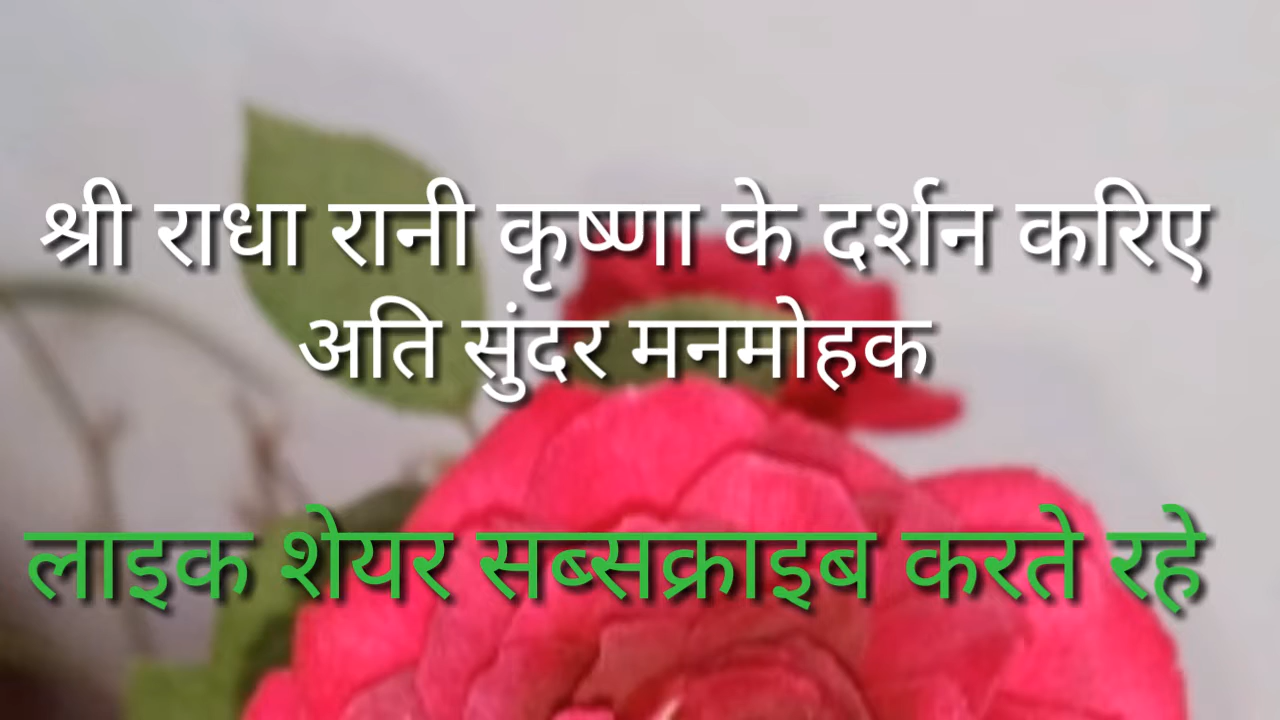 श्री राधा रानी कृष्णा के दर्शन करिए
अति सुंदर मनमोहक
लाइक शेयर सब्सक्राइब करते रहे